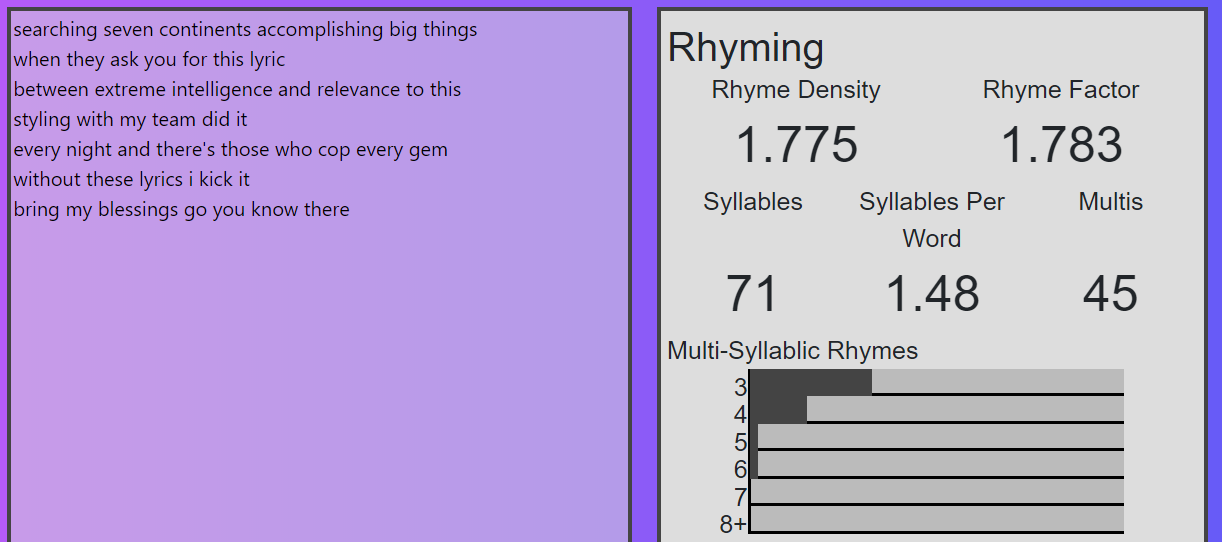 searching seven continents accomplishing big things
when they ask you for this lyric
between extreme intelligence and relevance to this
styling with my team did it
every night and there's those who cop every gem
without these lyrics i kick it
bring my blessings go you know there
Rhyming
Rhyme Density
Rhyme Factor
1.775
1.783
Syllables
Syllables Per
Word
Multis
71
1.48
45
Multi-Syllablic Rhymes
3
4
5
6
7
8+